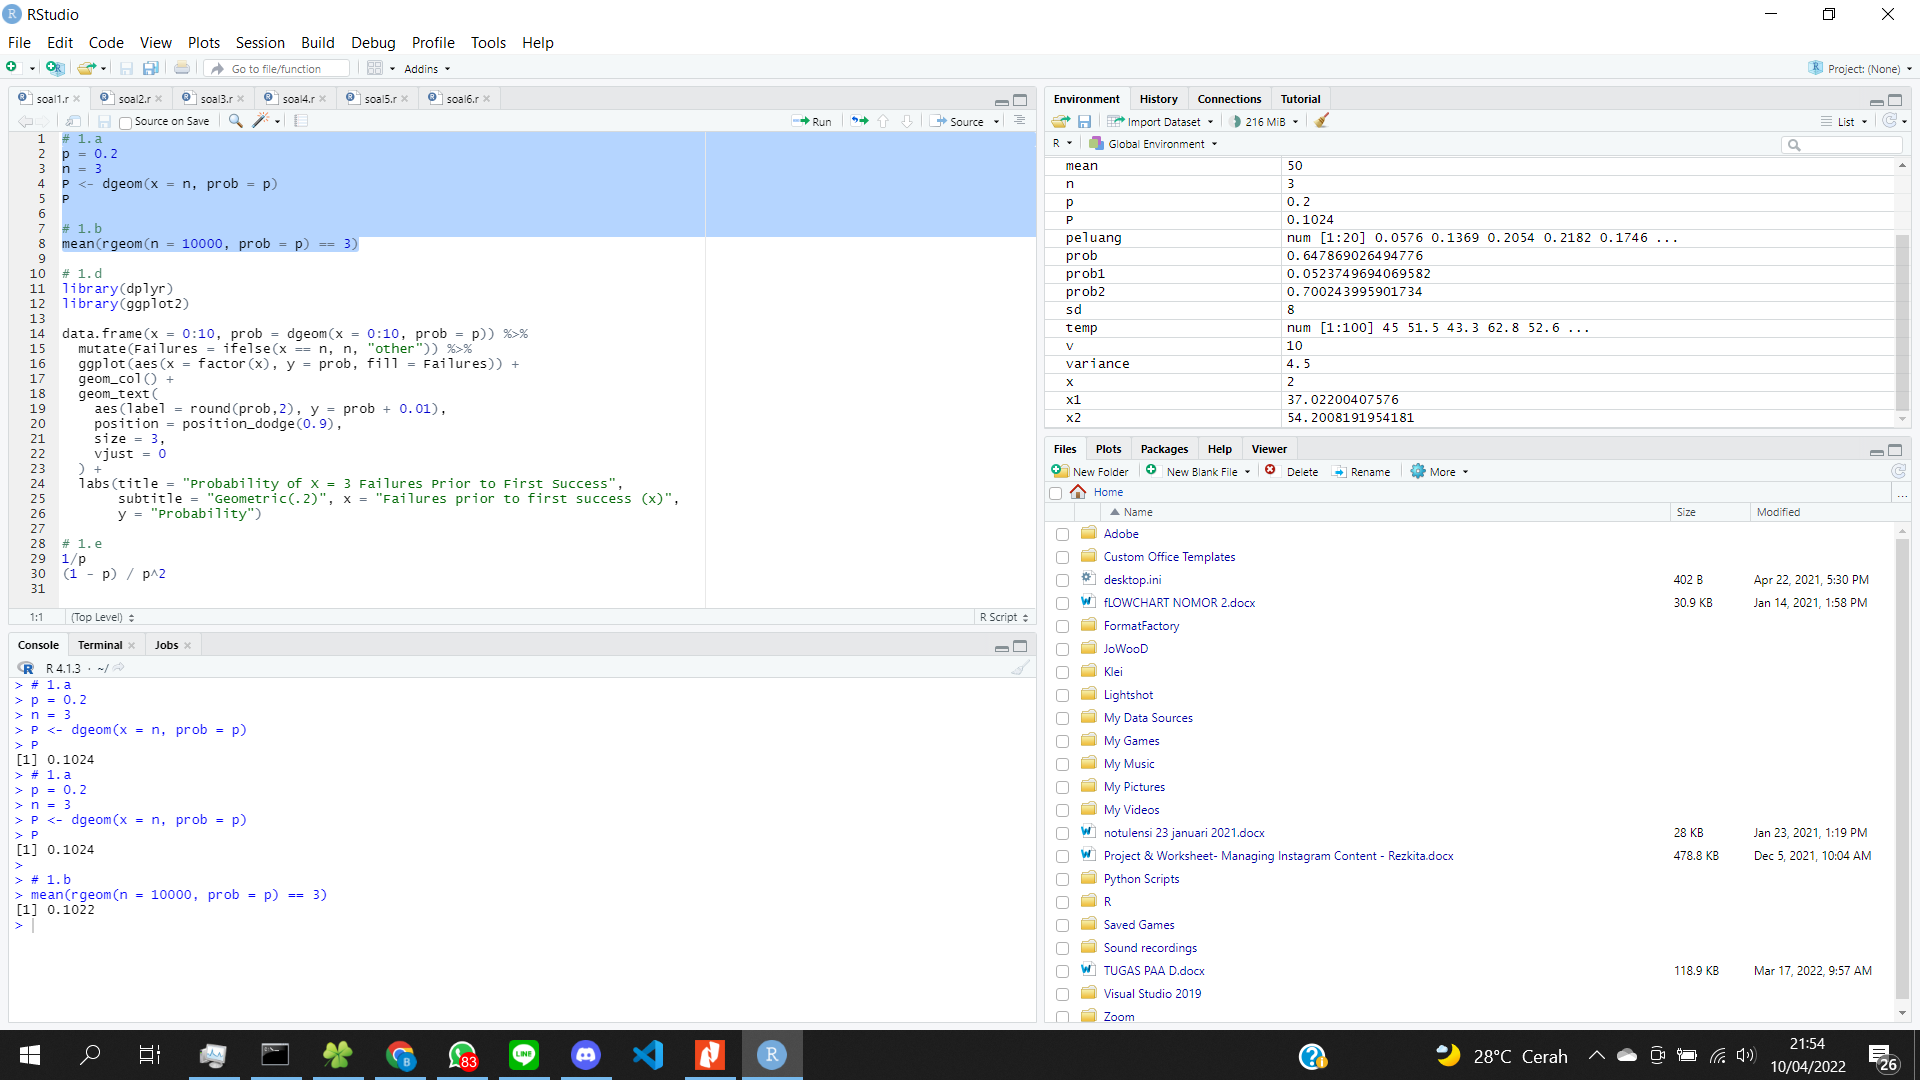 RStudio
File Edit Code View Plots Session Build Debug Profile Tools Help
Go to file/function Addins Project: (None)
soal1.r soal2.r soal3.r soal4.r soal5.r soal6.r
Source on Save Run Source
1 # 1.a
2 p = 0.2
3 n = 3
4 P <- dgeom(x = n, prob = p)
5 P
6
7 # 1.b
8 mean(rgeom(n = 10000, prob = p) == 3)
9
10 # 1.d
11 library(dplyr)
12 library(ggplot2)
13
14 data.frame(x = 0:10, prob = dgeom(x = 0:10, prob = p)) %>%
15 mutate(Failures = ifelse(x == n, n, "other")) %>%
16 ggplot(aes(x = factor(x), y = prob, fill = Failures)) +
17 geom_col() +
18 geom_text(
19 aes(label = round(prob,2), y = prob + 0.01),
20 position = position_dodge(0.9),
21 size = 3,
22 vjust = 0
23 ) +
24 labs(title = "Probability of X = 3 Failures Prior to First Success",
25 subtitle = "Geometric(.2)", x = "Failures prior to first success (x)",
26 y = "Probability")
27
28 # 1.e
29 1/p
30 (1 - p) / p^2
31
1:1 (Top Level) R Script
Console Terminal Jobs
R 4.1.3 · ~/
> # 1.a
> p = 0.2
> n = 3
> P <- dgeom(x = n, prob = p)
> P
[1] 0.1024
> # 1.a
> p = 0.2
> n = 3
> P <- dgeom(x = n, prob = p)
> P
[1] 0.1024
>
> # 1.b
> mean(rgeom(n = 10000, prob = p) == 3)
[1] 0.1022
>
Environment History Connections Tutorial
Import Dataset 216 MiB List
R Global Environment
mean 50
n 3
p 0.2
P 0.1024
peluang num [1:20] 0.0576 0.1369 0.2054 0.2182 0.1746 ...
prob 0.647869026494776
prob1 0.0523749694069582
prob2 0.700243995901734
sd 8
temp num [1:100] 45 51.5 43.3 62.8 52.6 ...
v 10
variance 4.5
x 2
x1 37.02200407576
x2 54.2008191954181
Files Plots Packages Help Viewer
New Folder New Blank File Delete Rename More
Home ...
Name Size Modified
Adobe
Custom Office Templates
desktop.ini 402 B Apr 22, 2021, 5:30 PM
fLOWCHART NOMOR 2.docx 30.9 KB Jan 14, 2021, 1:58 PM
FormatFactory
JoWooD
Klei
Lightshot
My Data Sources
My Games
My Music
My Pictures
My Videos
notulensi 23 januari 2021.docx 28 KB Jan 23, 2021, 1:19 PM
Project & Worksheet- Managing Instagram Content - Rezkita.docx 478.8 KB Dec 5, 2021, 10:04 AM
Python Scripts
R
Saved Games
Sound recordings
TUGAS PAA D.docx 118.9 KB Mar 17, 2022, 9:57 AM
Visual Studio 2019
Zoom
B 83 LINE R 28°C Cerah 21:54
10/04/2022 26